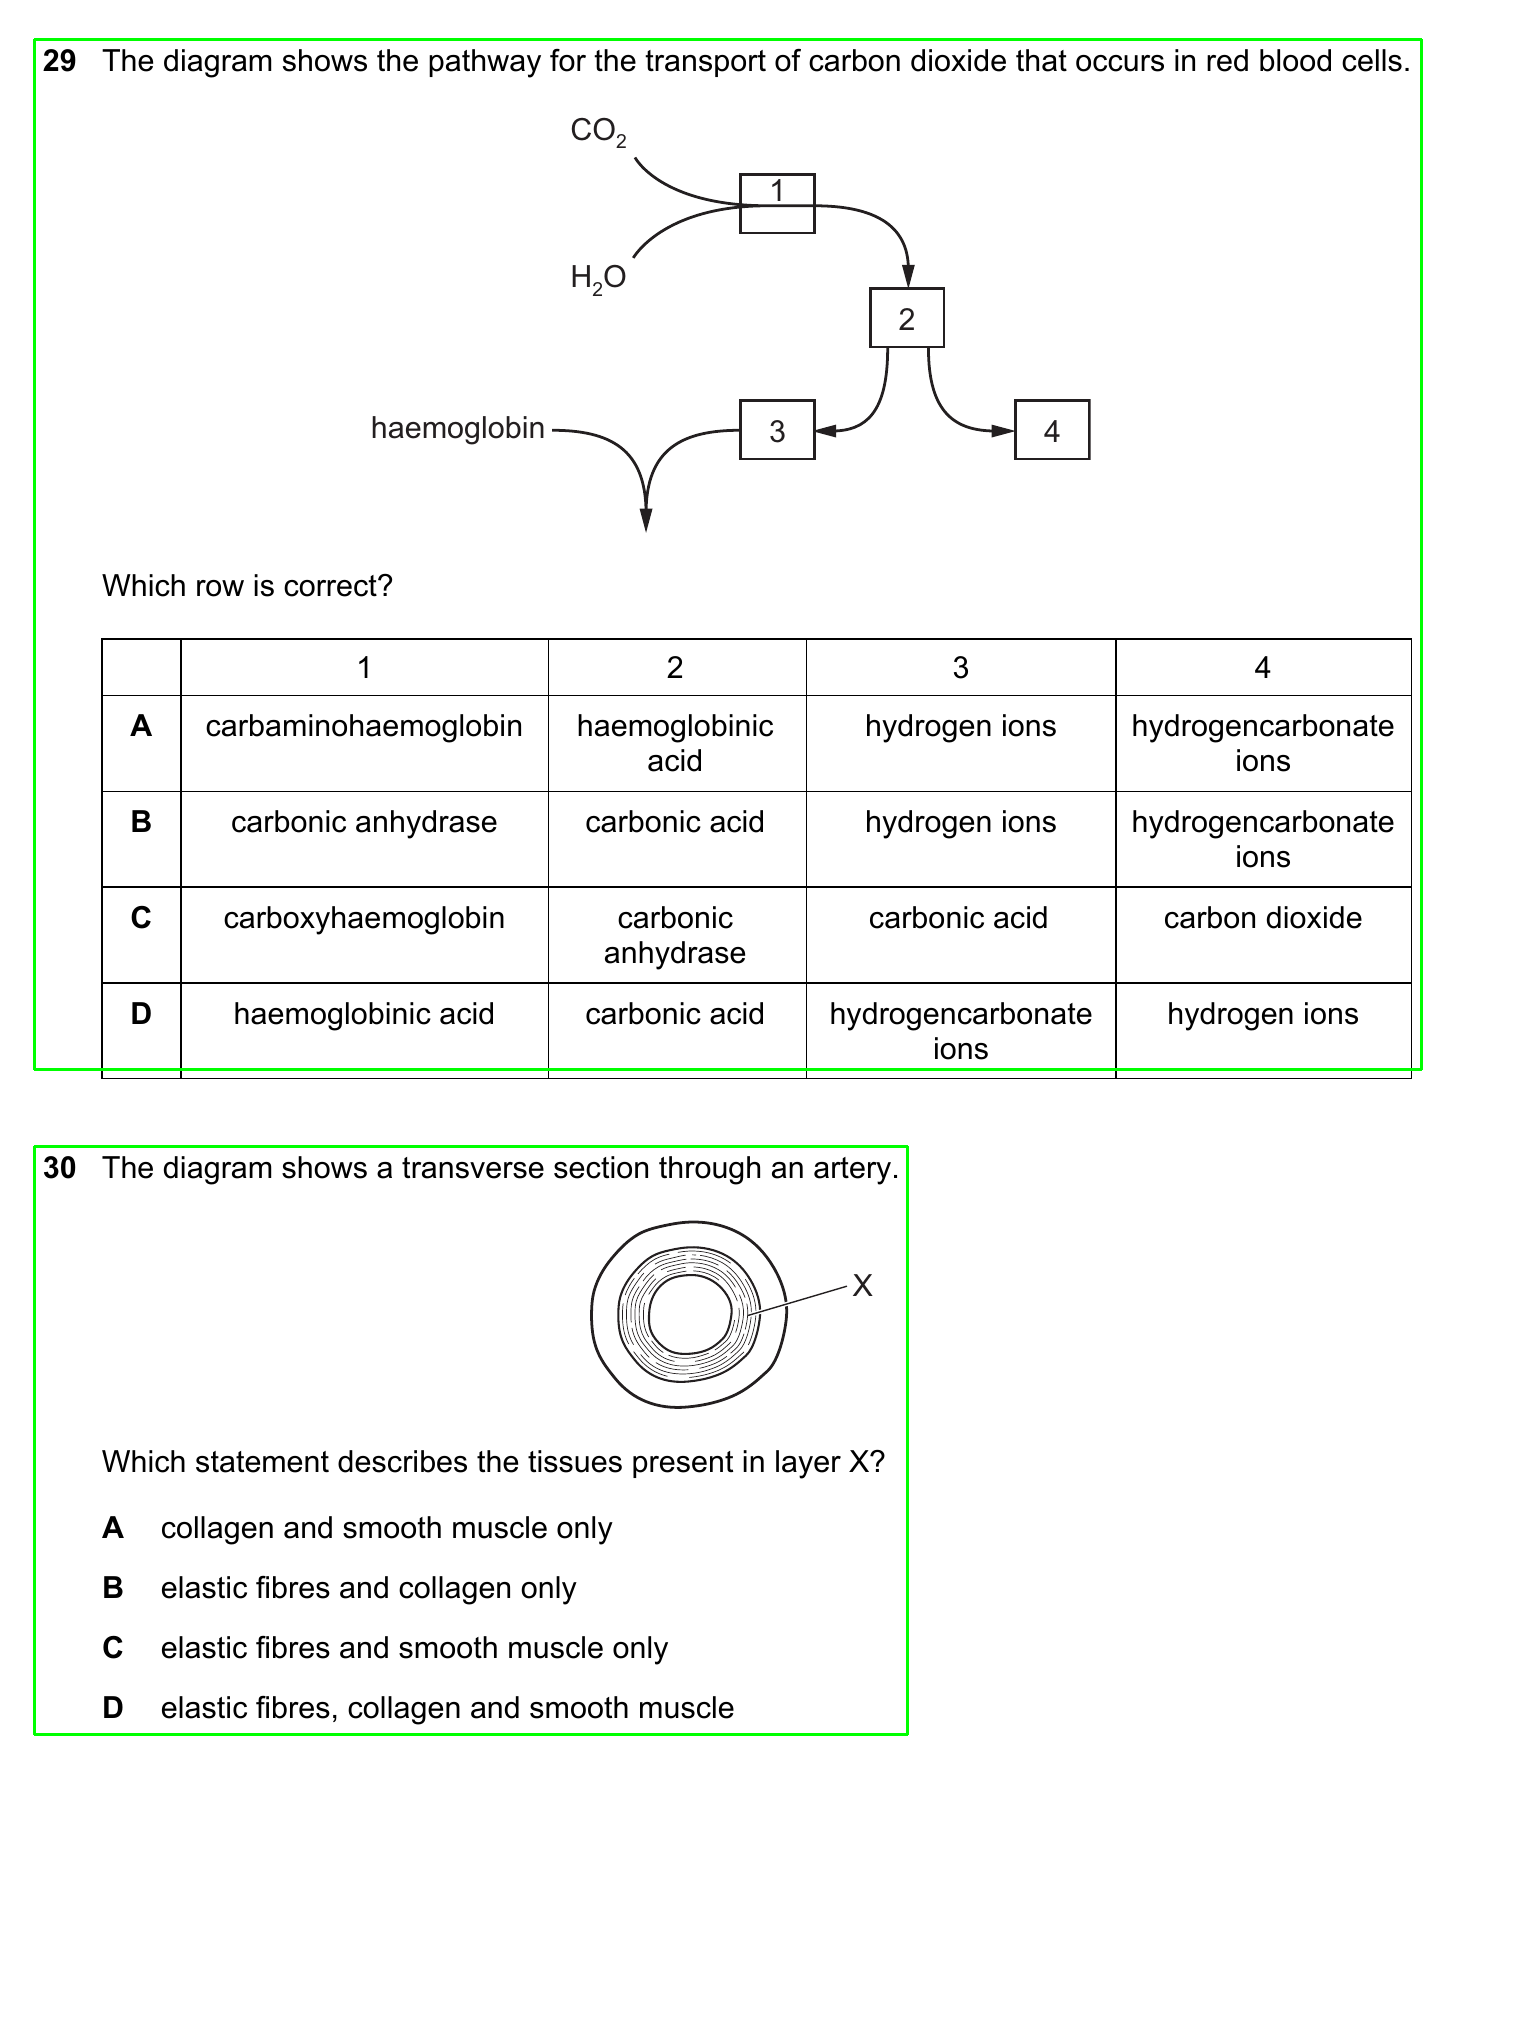 29 The diagram shows the pathway for the transport of carbon dioxide that occurs in red blood cells.
CO2
1
H2O
2
haemoglobin
3
4
Which row is correct?
1 2 3 4
A carbaminohaemoglobin haemoglobinic acid hydrogen ions hydrogencarbonate ions
B carbonic anhydrase carbonic acid hydrogen ions hydrogencarbonate ions
C carboxyhaemoglobin carbonic anhydrase carbonic acid carbon dioxide
D haemoglobinic acid carbonic acid hydrogencarbonate ions hydrogen ions
30 The diagram shows a transverse section through an artery.
X
Which statement describes the tissues present in layer X?
A collagen and smooth muscle only
B elastic fibres and collagen only
C elastic fibres and smooth muscle only
D elastic fibres, collagen and smooth muscle